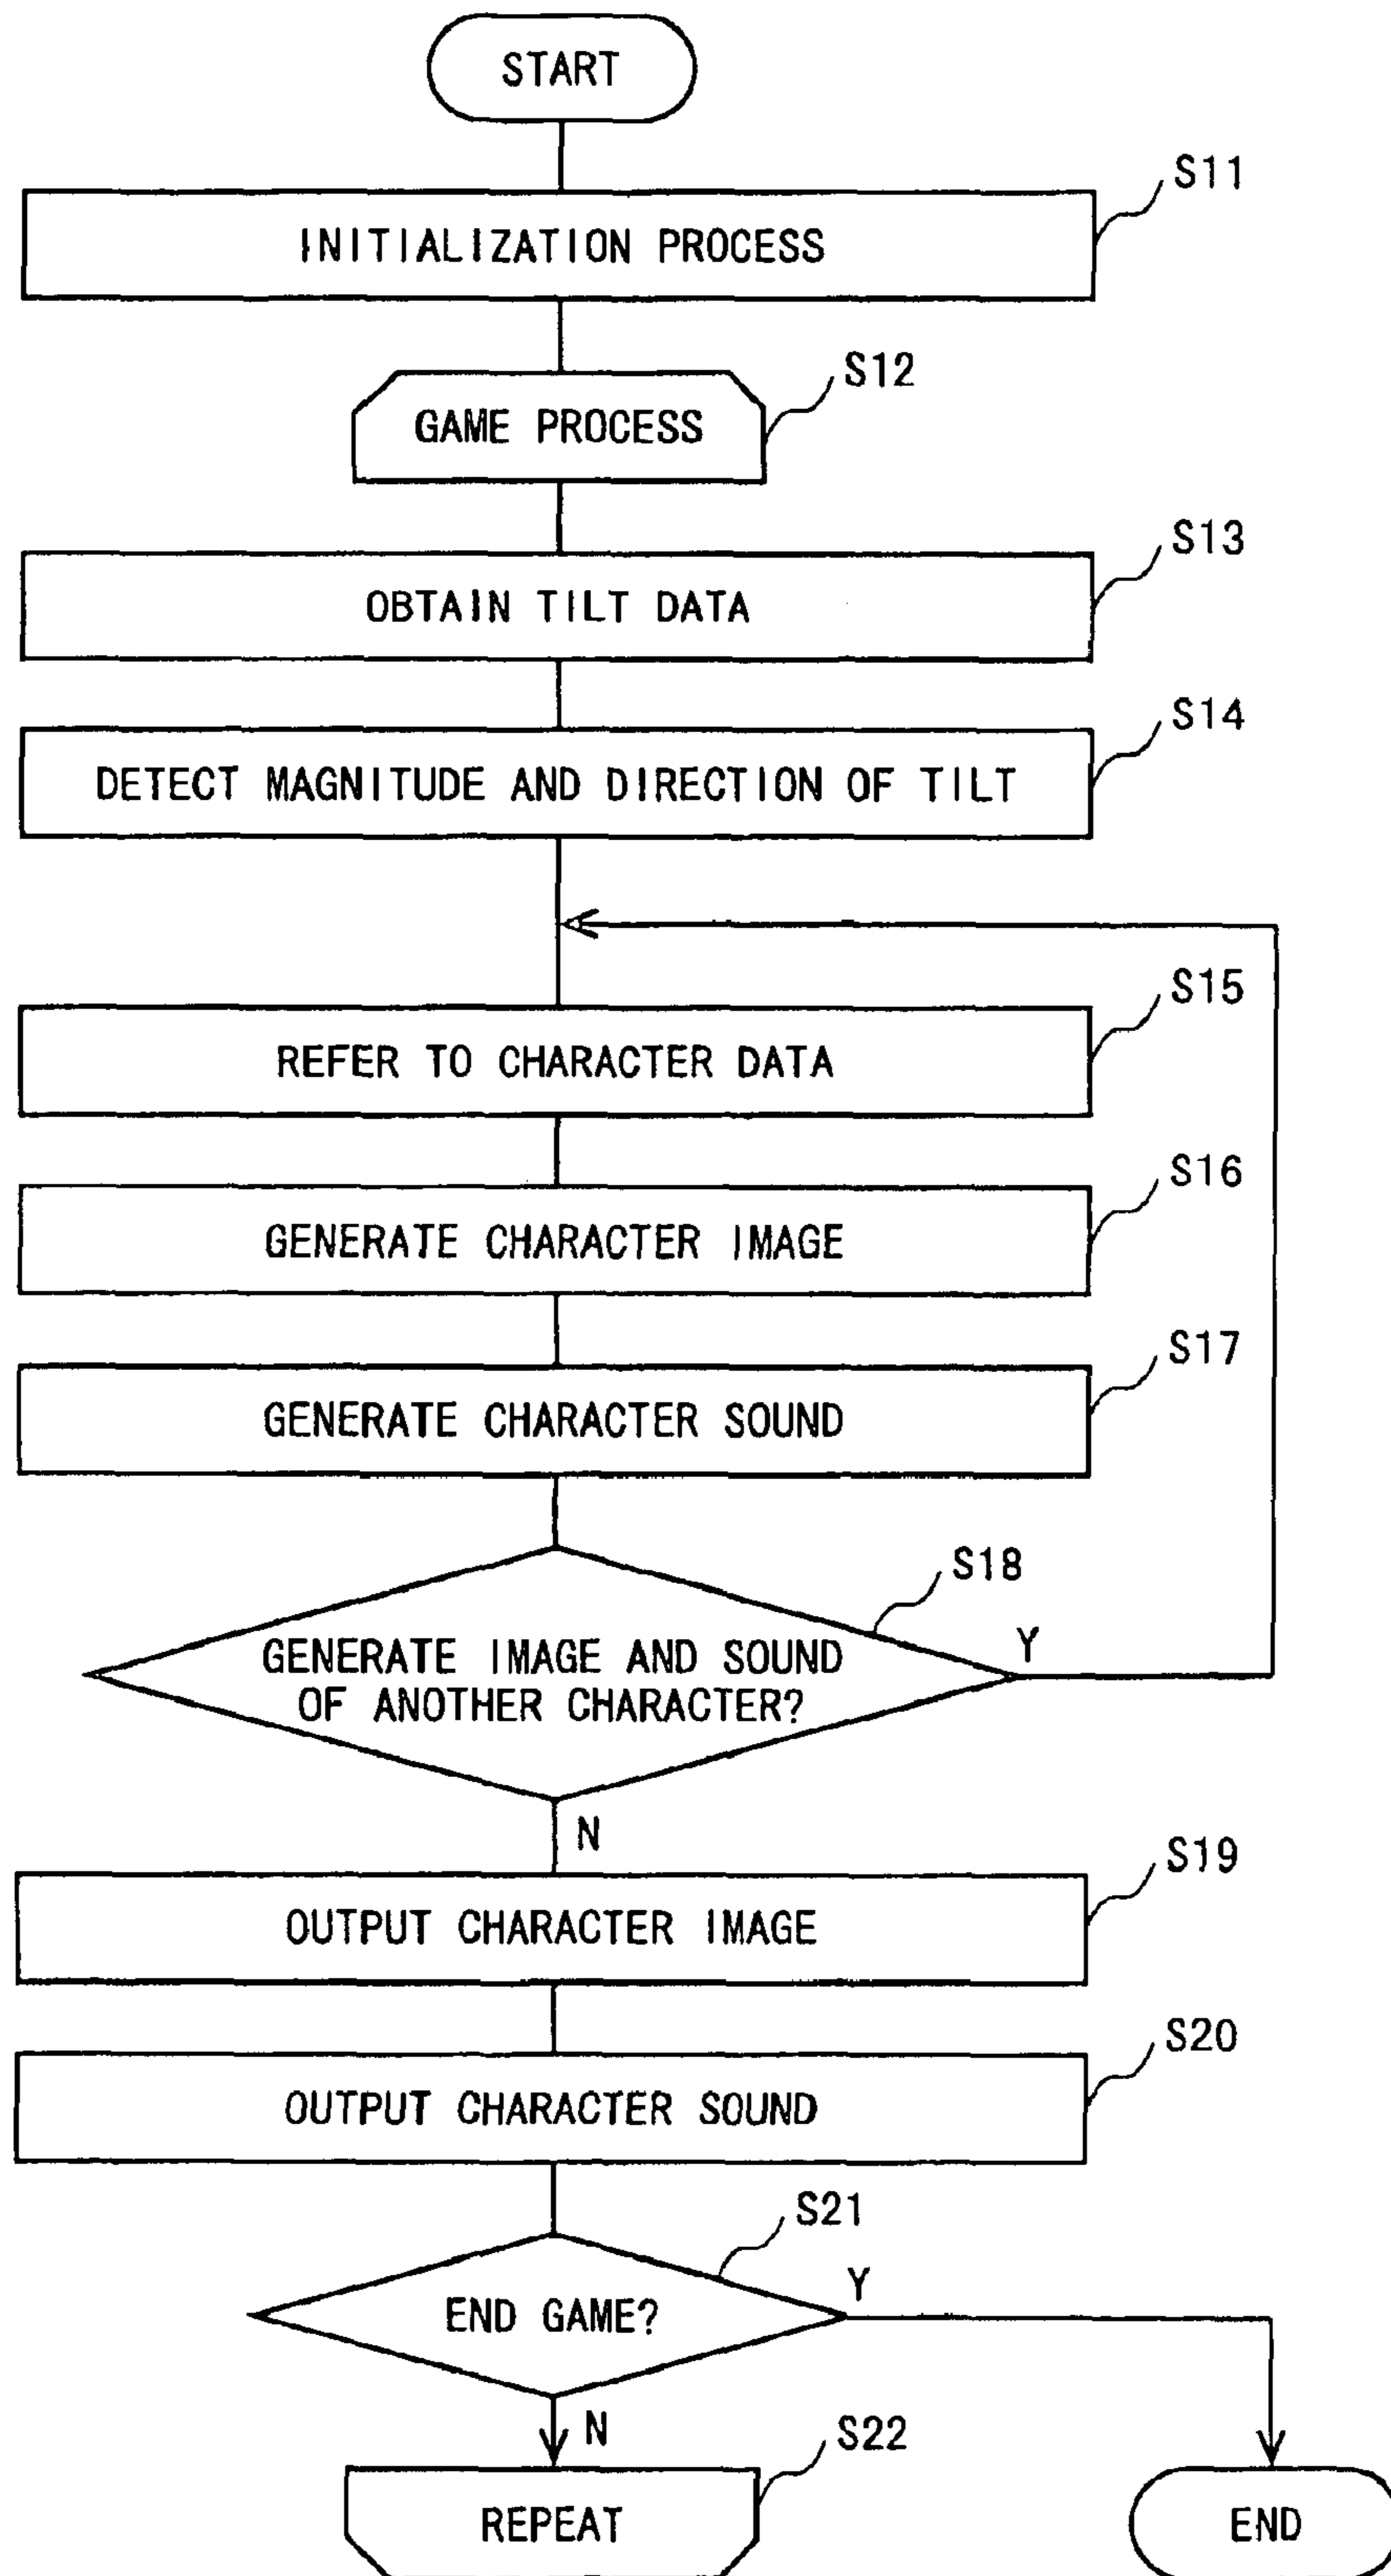 START
S11
INITIALIZATION PROCESS
S12
GAME PROCESS
S13
OBTAIN TILT DATA
S14
DETECT MAGNITUDE AND DIRECTION OF TILT
S15
REFER TO CHARACTER DATA
S16
GENERATE CHARACTER IMAGE
S17
GENERATE CHARACTER SOUND
S18
Y
GENERATE IMAGE AND SOUND
OF ANOTHER CHARACTER?
N
S19
OUTPUT CHARACTER IMAGE
S20
OUTPUT CHARACTER SOUND
S21
Y
END GAME?
N
S22
REPEAT
END